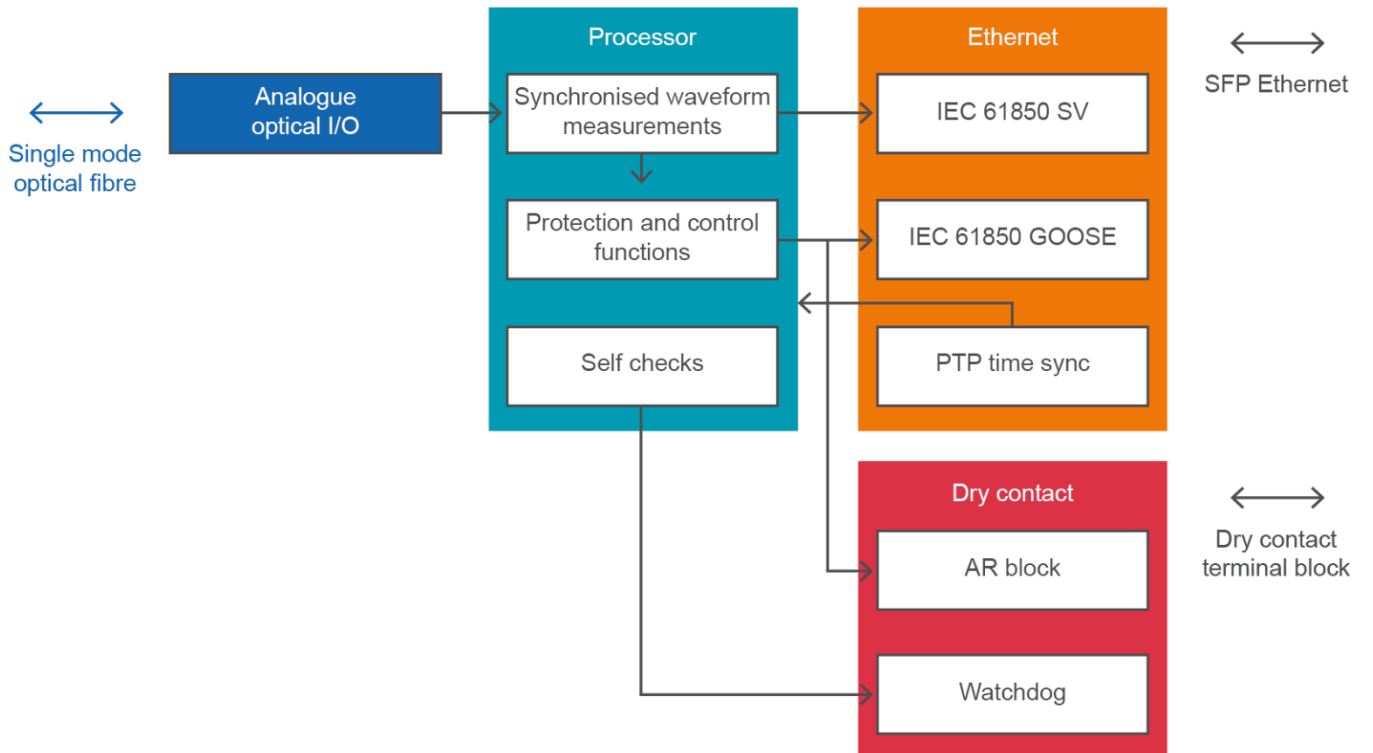 Single mode
optical fibre
Analogue
optical I/O
Processor
Synchronised waveform
measurements
Protection and control
functions
Self checks
Ethernet
IEC 61850 SV
IEC 61850 GOOSE
PTP time sync
SFP Ethernet
Dry contact
AR block
Watchdog
Dry contact
terminal block